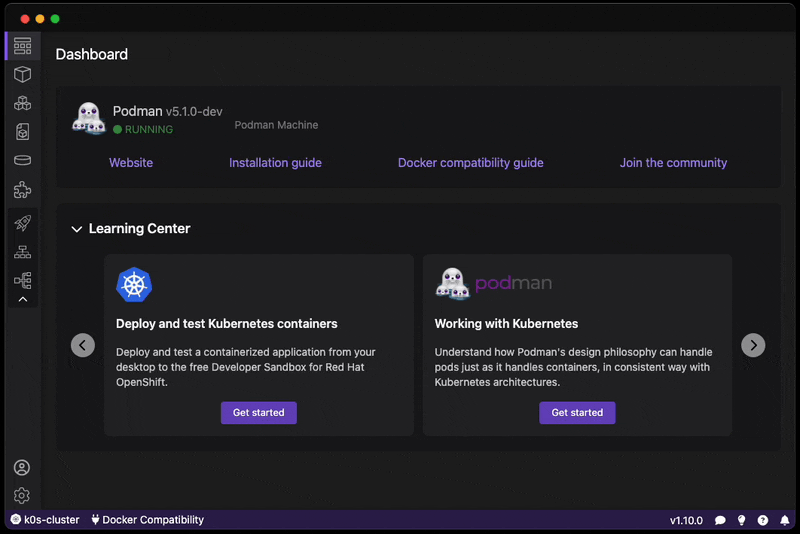 Dashboard
Podman v5.1.0-dev
RUNNING
Podman Machine
Website
Installation guide
Docker compatibility guide
Join the community
Learning Center
Deploy and test Kubernetes containers
Deploy and test a containerized application from your
desktop to the free Developer Sandbox for Red Hat
OpenShift.
Get started
podman
Working with Kubernetes
Understand how Podman's design philosophy can handle
pods just as it handles containers, in consistent way with
Kubernetes architectures.
Get started
k0s-cluster
Docker Compatibility
v1.10.0